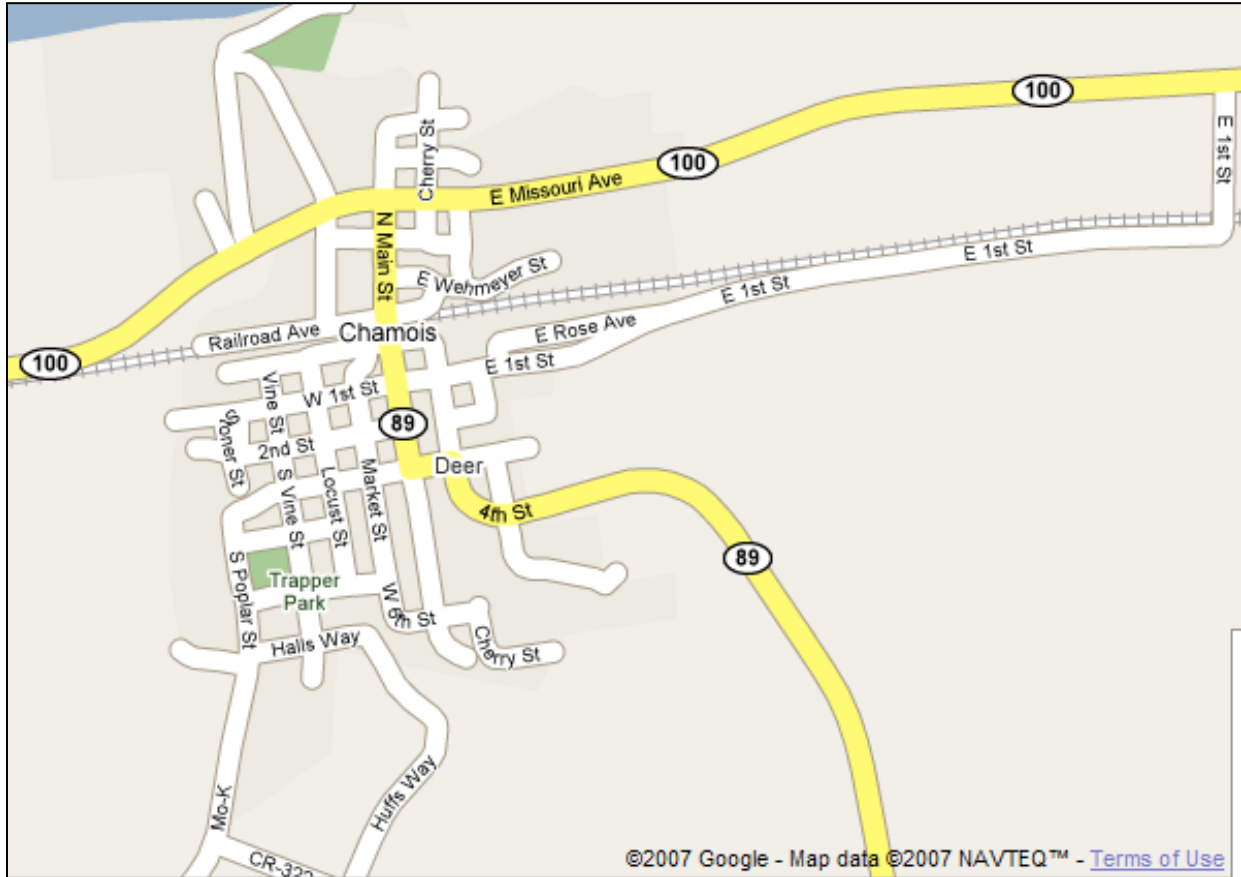 100
100
E 1st St
Cherry St
E Missouri Ave
N Main St
E 1st St
E Wehmeyer St
E 1st St
Railroad Ave
Chamois
E Rose Ave
100
E 1st St
Vine St
W 1st St
Sponer St
89
2nd St
Deer
S Vine St
Locust St
Market St
4th St
89
S Poplar St
Trapper
Park
W 6th St
Halls Way
Cherry St
Mo-K
Huffs Way
CR-322
©2007 Google - Map data ©2007 NAVTEQ™ - Terms of Use